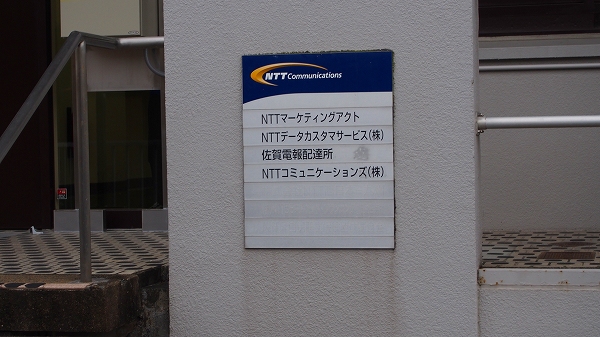 NTT Communications
NTTマーケティングアクト
NTTデータカスタマサービス(株)
佐賀電報配達所
NTTコミュニケーションズ(株)